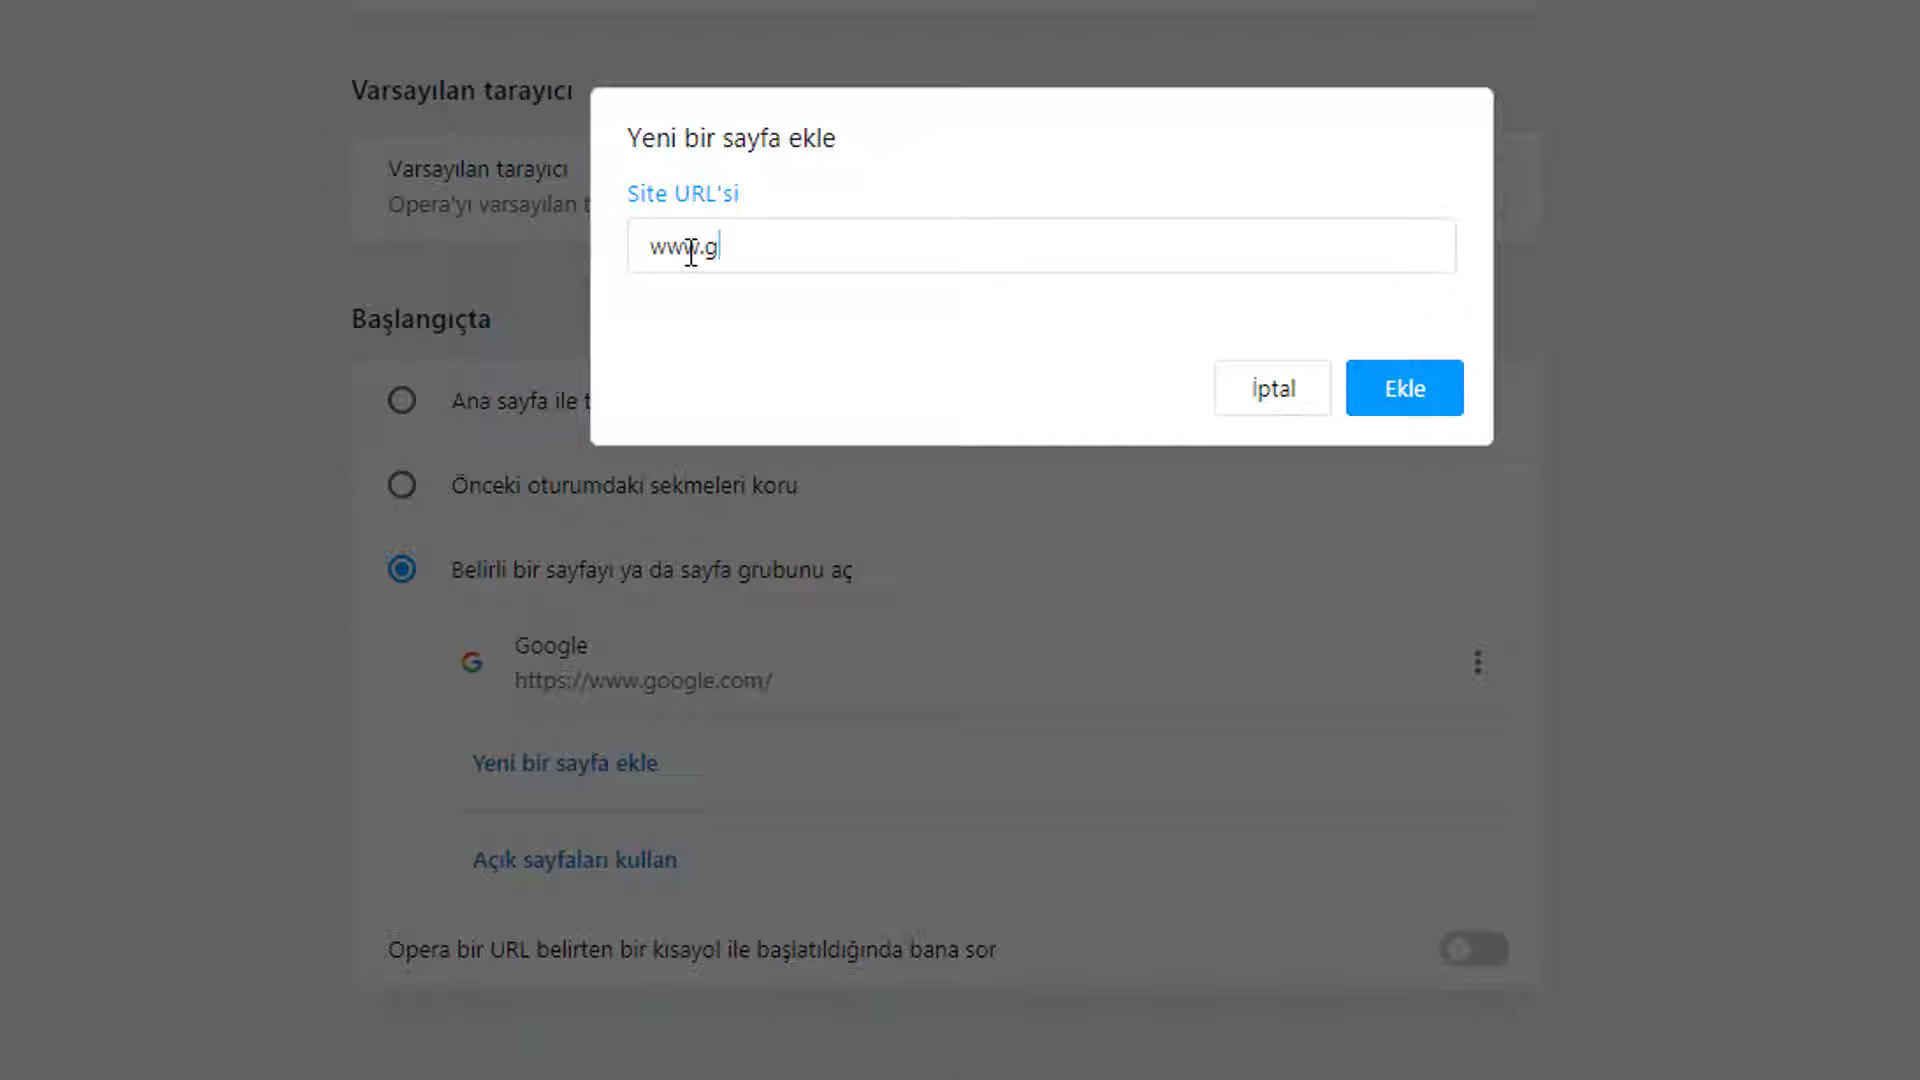 Varsayılan tarayıcı
Yeni bir sayfa ekle
Varsayılan tarayıcı
Site URL'si
Opera'yı varsayılan
www.g
Başlangıçta
İptal
Ekle
Ana sayfa ile
Önceki oturumdaki sekmeleri koru
Belirli bir sayfayı ya da sayfa grubunu aç
Google
https://www.google.com/
Yeni bir sayfa ekle
Açık sayfaları kullan
Opera bir URL belirten bir kısayol ile başlatıldığında bana sor